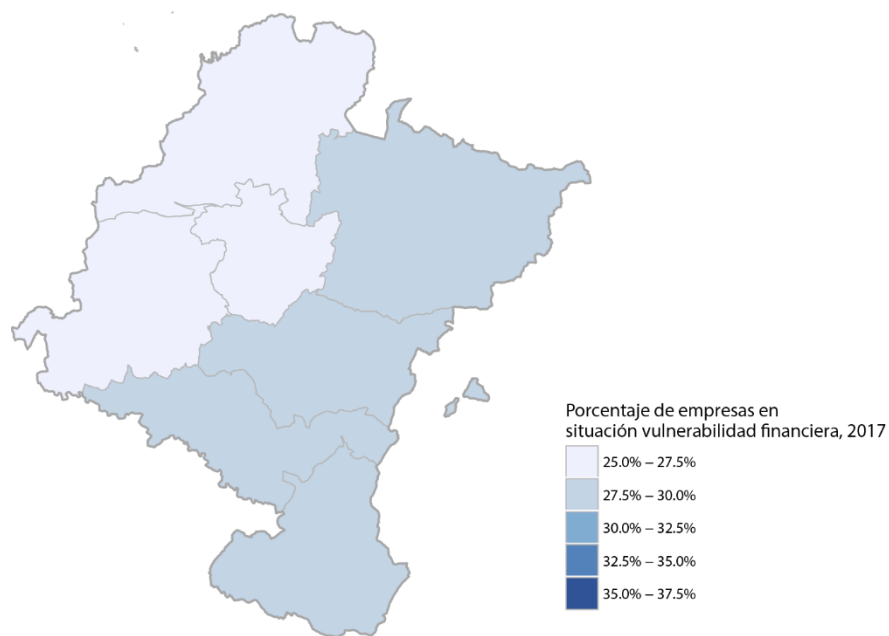 Porcentaje de empresas en
situación vulnerabilidad financiera, 2017
25.0% – 27.5%
27.5% – 30.0%
30.0% – 32.5%
32.5% – 35.0%
35.0% – 37.5%